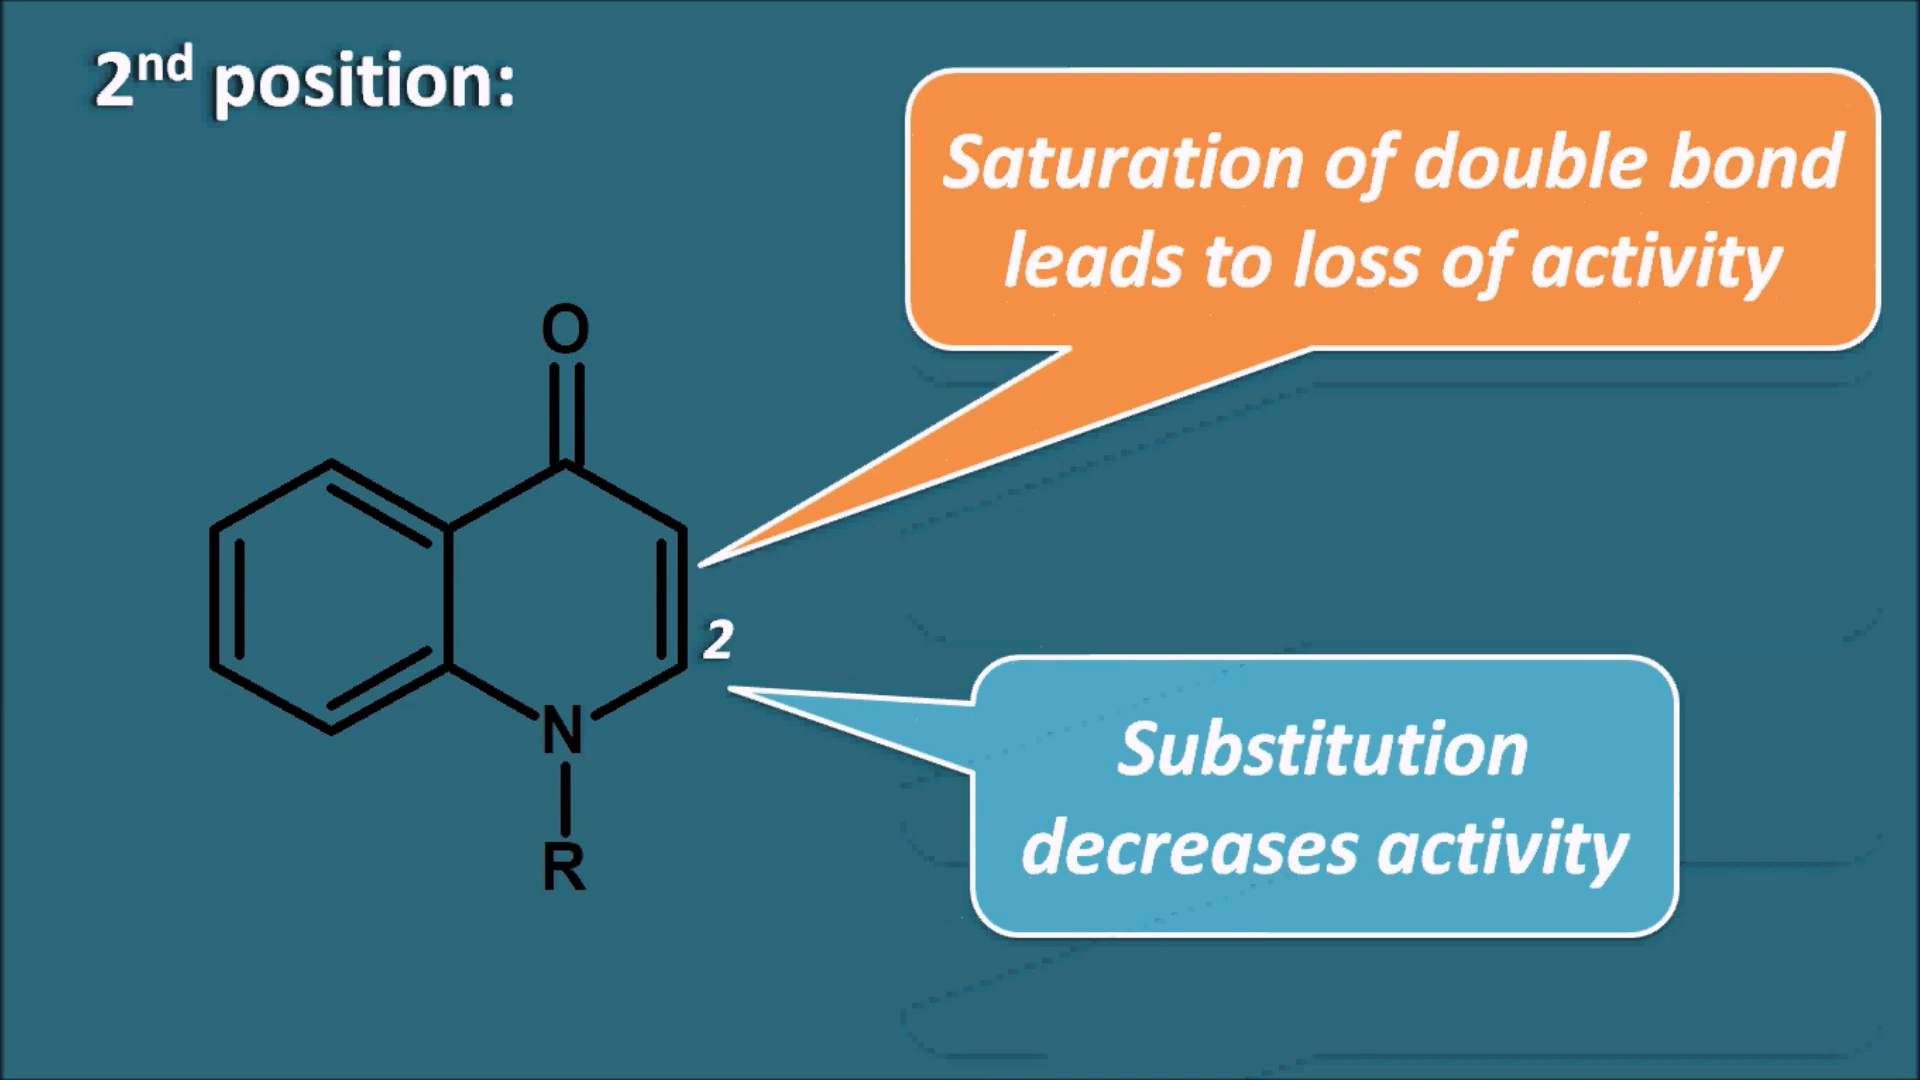 2nd position:
Saturation of double bond
leads to loss of activity
O
2
N
R
Substitution
decreases activity